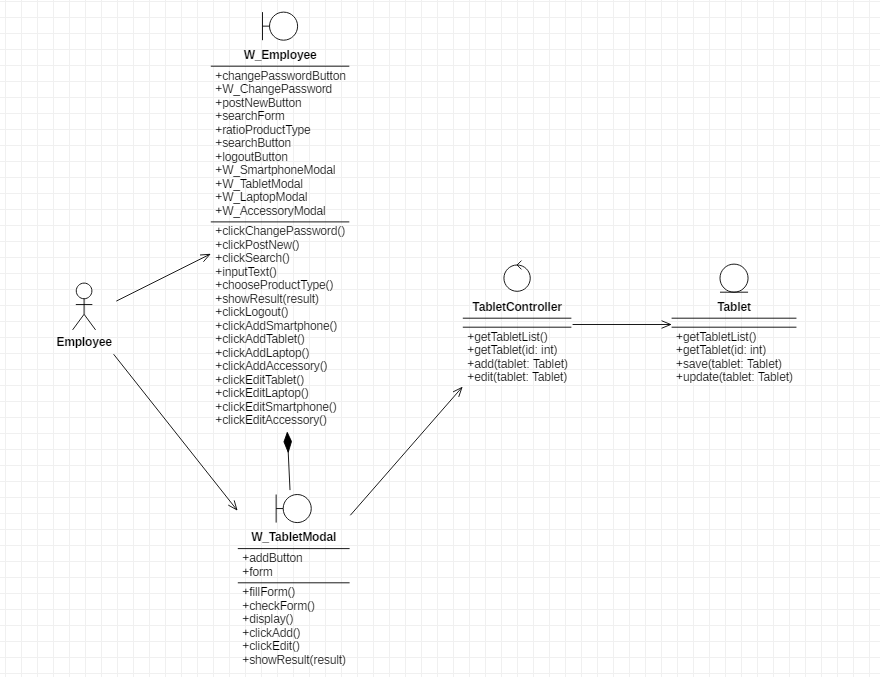 W_Employee
+changePasswordButton
+W_ChangePassword
+postNewButton
+searchForm
+ratioProductType
+searchButton
+logoutButton
+W_SmartphoneModal
+W_TabletModal
+W_LaptopModal
+W_AccessoryModal
+clickChangePassword()
+clickPostNew()
+clickSearch()
+inputText()
+chooseProductType()
+showResult(result)
+clickLogout()
+clickAddSmartphone()
+clickAddTablet()
+clickAddLaptop()
+clickAddAccessory()
+clickEditTablet()
+clickEditLaptop()
+clickEditSmartphone()
+clickEditAccessory()
Employee
TabletController
+getTabletList()
+getTablet(id: int)
+add(tablet: Tablet)
+edit(tablet: Tablet)
Tablet
+getTabletList()
+getTablet(id: int)
+save(tablet: Tablet)
+update(tablet: Tablet)
W_TabletModal
+addButton
+form
+fillForm()
+checkForm()
+display()
+clickAdd()
+clickEdit()
+showResult(result)